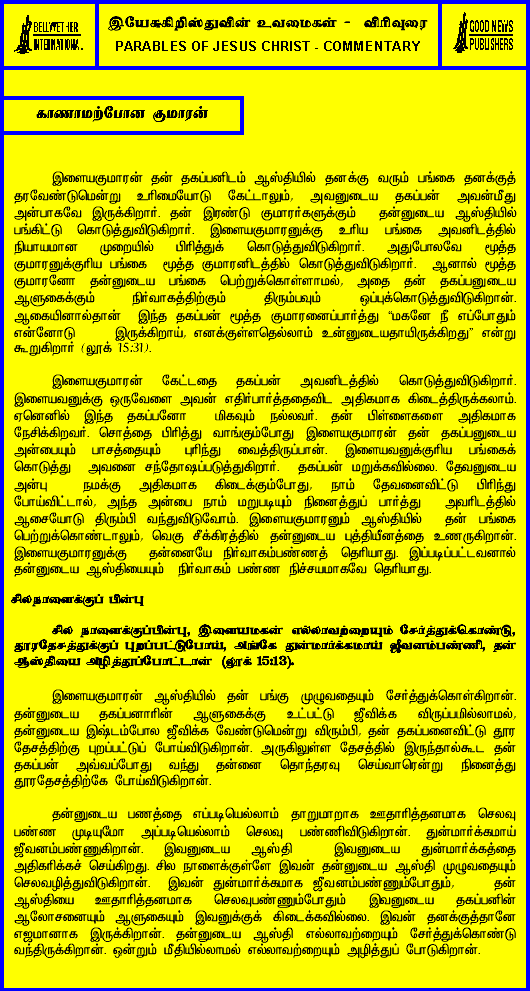 BELLWETHER
INTERNATIONAL
இயேசுகிறிஸ்துவின் உவமைகள் - விரிவுரை
PARABLES OF JESUS CHRIST - COMMENTARY
GOOD NEWS
PUBLISHERS
காணாமற்போன குமாரன்
இளையகுமாரன் தன் தகப்பனிடம் ஆஸ்தியில் தனக்கு வரும் பங்கை தனக்குத்
தரவேண்டுமென்று உரிமையோடு கேட்டாலும், அவனுடைய தகப்பன் அவன்மீது
அன்பாகவே இருக்கிறார். தன் இரண்டு குமாரர்களுக்கும் தன்னுடைய ஆஸ்தியில்
பங்கிட்டு கொடுத்துவிடுகிறார். இளையகுமாரனுக்கு உரிய பங்கை அவனிடத்தில்
நியாயமான முறையில் பிரித்துக் கொடுத்துவிடுகிறார். அதுபோலவே மூத்த
குமாரனுக்குரிய பங்கை மூத்த குமாரனிடத்தில் கொடுத்துவிடுகிறார். ஆனால் மூத்த
குமாரனோ தன்னுடைய பங்கை பெற்றுக்கொள்ளாமல், அதை தன் தகப்பனுடைய
ஆளுகைக்கும் நிர்வாகத்திற்கும் திரும்பவும் ஒப்புக்கொடுத்துவிடுகிறான்.
ஆகையினால்தான் இந்த தகப்பன் மூத்த குமாரனைப்பார்த்து "மகனே நீ எப்போதும்
என்னோடு இருக்கிறாய், எனக்குள்ளதெல்லாம் உன்னுடையதாயிருக்கிறது" என்று
கூறுகிறார் (லூக் 15:31).
இளையகுமாரன் கேட்டதை தகப்பன் அவனிடத்தில் கொடுத்துவிடுகிறார்.
இளையவனுக்கு ஒருவேளை அவன் எதிர்பார்த்ததைவிட அதிகமாக கிடைத்திருக்கலாம்.
ஏனெனில் இந்த தகப்பனோ மிகவும் நல்லவர். தன் பிள்ளைகளை அதிகமாக
நேசிக்கிறவர். சொத்தை பிரித்து வாங்கும்போது இளையகுமாரன் தன் தகப்பனுடைய
அன்பையும் பாசத்தையும் புரிந்து வைத்திருப்பான். இளையவனுக்குரிய பங்கைக்
கொடுத்து அவனை சந்தோஷப்படுத்துகிறார். தகப்பன் மறுக்கவில்லை. தேவனுடைய
அன்பு நமக்கு அதிகமாக கிடைக்கும்போது, நாம் தேவனைவிட்டு பிரிந்து
போய்விட்டால், அந்த அன்பை நாம் மறுபடியும் நினைத்துப் பார்த்து அவரிடத்தில்
ஆசையோடு திரும்பி வந்துவிடுவோம். இளையகுமாரனும் ஆஸ்தியில் தன் பங்கை
பெற்றுக்கொண்டாலும், வெகு சீக்கிரத்தில் தன்னுடைய புத்தியீனத்தை உணருகிறான்.
இளையகுமாரனுக்கு தன்னையே நிர்வாகம்பண்ணத் தெரியாது. இப்படிப்பட்டவனால்
தன்னுடைய ஆஸ்தியையும் நிர்வாகம் பண்ண நிச்சயமாகவே தெரியாது.
சிலநாளைக்குப் பின்பு
சில நாளைக்குப்பின்பு, இளையமகன் எல்லாவற்றையும் சேர்த்துக்கொண்டு,
தூரதேசத்துக்குப் புறப்பட்டுபோய், அங்கே துன்மார்க்கமாய் ஜீவனம்பண்ணி, தன்
ஆஸ்தியை அழித்துப்போட்டான் (லூக் 15:13).
இளையகுமாரன் ஆஸ்தியில் தன் பங்கு முழுவதையும் சேர்த்துக்கொள்கிறான்.
தன்னுடைய தகப்பனாரின் ஆளுகைக்கு உட்பட்டு ஜீவிக்க விருப்பமில்லாமல்,
தன்னுடைய இஷ்டம்போல ஜீவிக்க வேண்டுமென்று விரும்பி, தன் தகப்பனைவிட்டு தூர
தேசத்திற்கு புறப்பட்டுப் போய்விடுகிறான். அருகிலுள்ள தேசத்தில் இருந்தால்கூட தன்
தகப்பன் அவ்வப்போது வந்து தன்னை தொந்தரவு செய்வாரென்று நினைத்து
தூரதேசத்திற்கே போய்விடுகிறான்.
தன்னுடைய பணத்தை எப்படியெல்லாம் தாறுமாறாக ஊதாரித்தனமாக செலவு
பண்ண முடியுமோ அப்படியெல்லாம் செலவு பண்ணிவிடுகிறான். துன்மார்க்கமாய்
ஜீவனம்பண்ணுகிறான். இவனுடைய ஆஸ்தி இவனுடைய துன்மார்க்கத்தை
அதிகரிக்கச் செய்கிறது. சில நாளைக்குள்ளே இவன் தன்னுடைய ஆஸ்தி முழுவதையும்
செலவழித்துவிடுகிறான். இவன் துன்மார்க்கமாக ஜீவனம்பண்ணும்போதும், தன்
ஆஸ்தியை ஊதாரித்தனமாக செலவுபண்ணும்போதும் இவனுடைய தகப்பனின்
ஆலோசனையும் ஆளுகையும் இவனுக்குக் கிடைக்கவில்லை. இவன் தனக்குத்தானே
எஜமானாக இருக்கிறான். தன்னுடைய ஆஸ்தி எல்லாவற்றையும் சேர்த்துக்கொண்டு
வந்திருக்கிறான். ஒன்றும் மீதியில்லாமல் எல்லாவற்றையும் அழித்துப் போடுகிறான்.